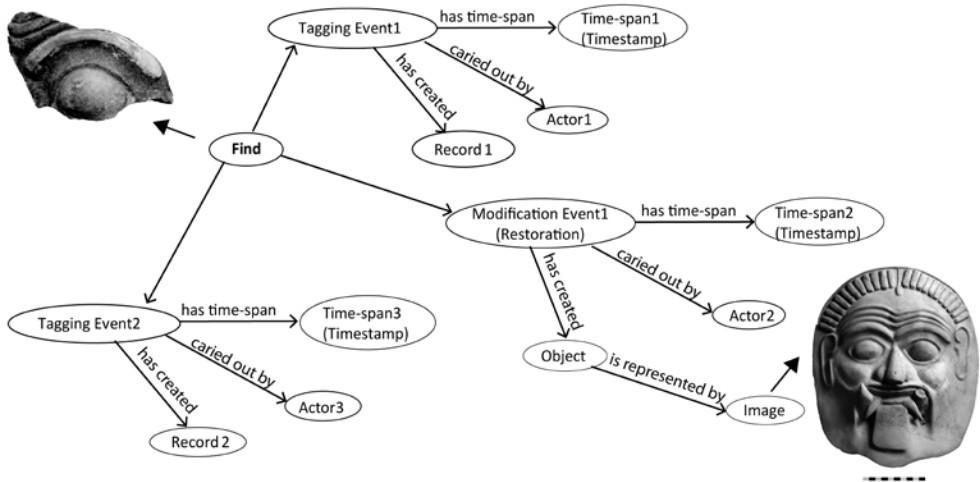 Tagging Event1
has time-span
Time-span1
(Timestamp)
has created
caried out by
Actor1
Record 1
Find
Modification Event1
(Restoration)
has time-span
Time-span2
(Timestamp)
has created
caried out by
Actor2
Object
is represented by
Image
Tagging Event2
has time-span
Time-span3
(Timestamp)
has created
caried out by
Actor3
Record 2